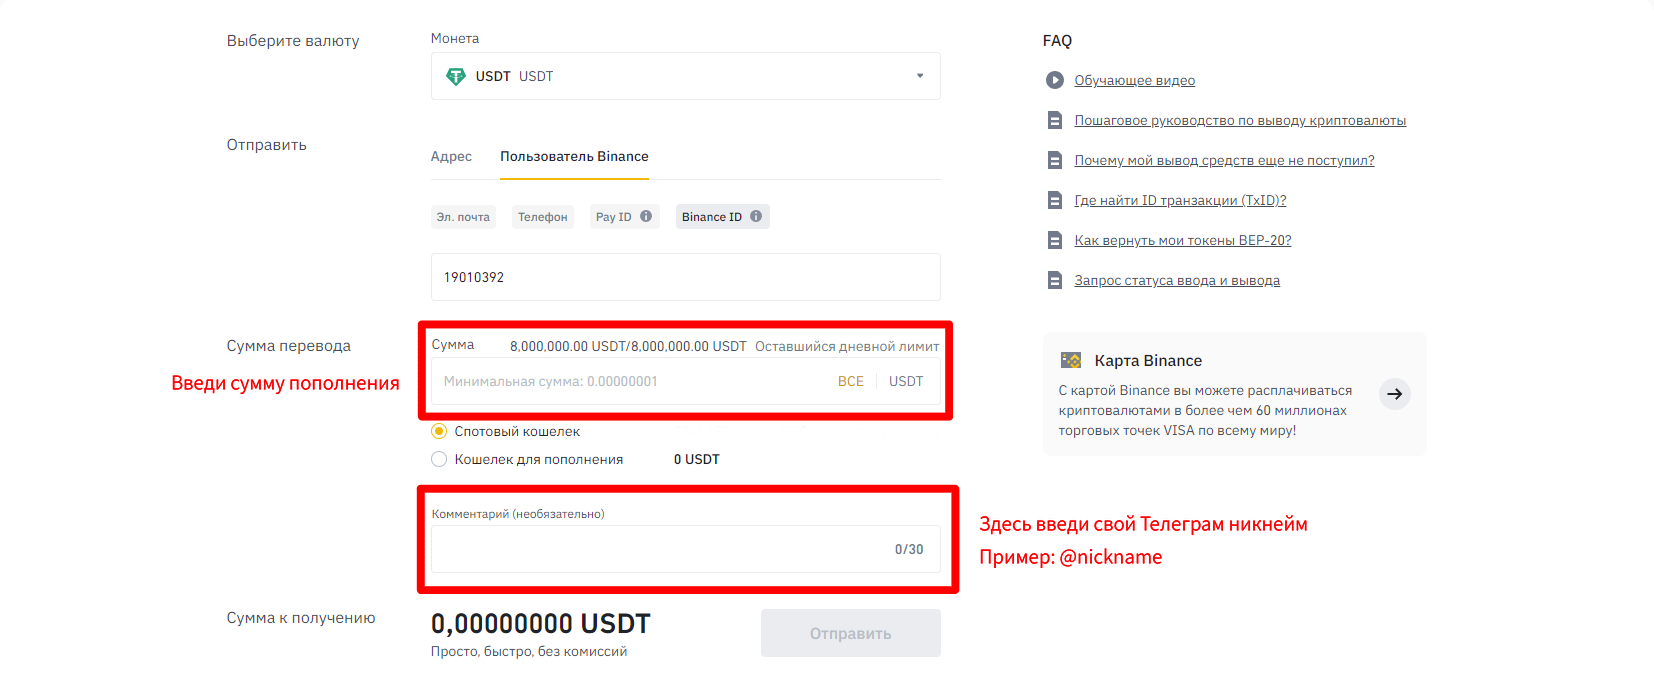 Выберите валюту
Монета
USDT USDT
Отправить
Адрес Пользователь Binance
Эл. почта Телефон Pay ID Binance ID
19010392
Сумма перевода
Введи сумму пополнения
Сумма 8,000,000.00 USDT/8,000,000.00 USDT Оставшийся дневной лимит
Минимальная сумма: 0.00000001 ВСЕ USDT
Спотовый кошелек
Кошелек для пополнения 0 USDT
Комментарий (необязательно)
0/30
Здесь введи свой Телеграм никнейм
Пример: @nickname
Сумма к получению
0,00000000 USDT
Просто, быстро, без комиссий
Отправить
FAQ
Обучающее видео
Пошаговое руководство по выводу криптовалюты
Почему мой вывод средств еще не поступил?
Где найти ID транзакции (TxID)?
Как вернуть мои токены BEP-20?
Запрос статуса ввода и вывода
Карта Binance
С картой Binance вы можете расплачиваться
криптовалютами в более чем 60 миллионах
торговых точек VISA по всему миру!